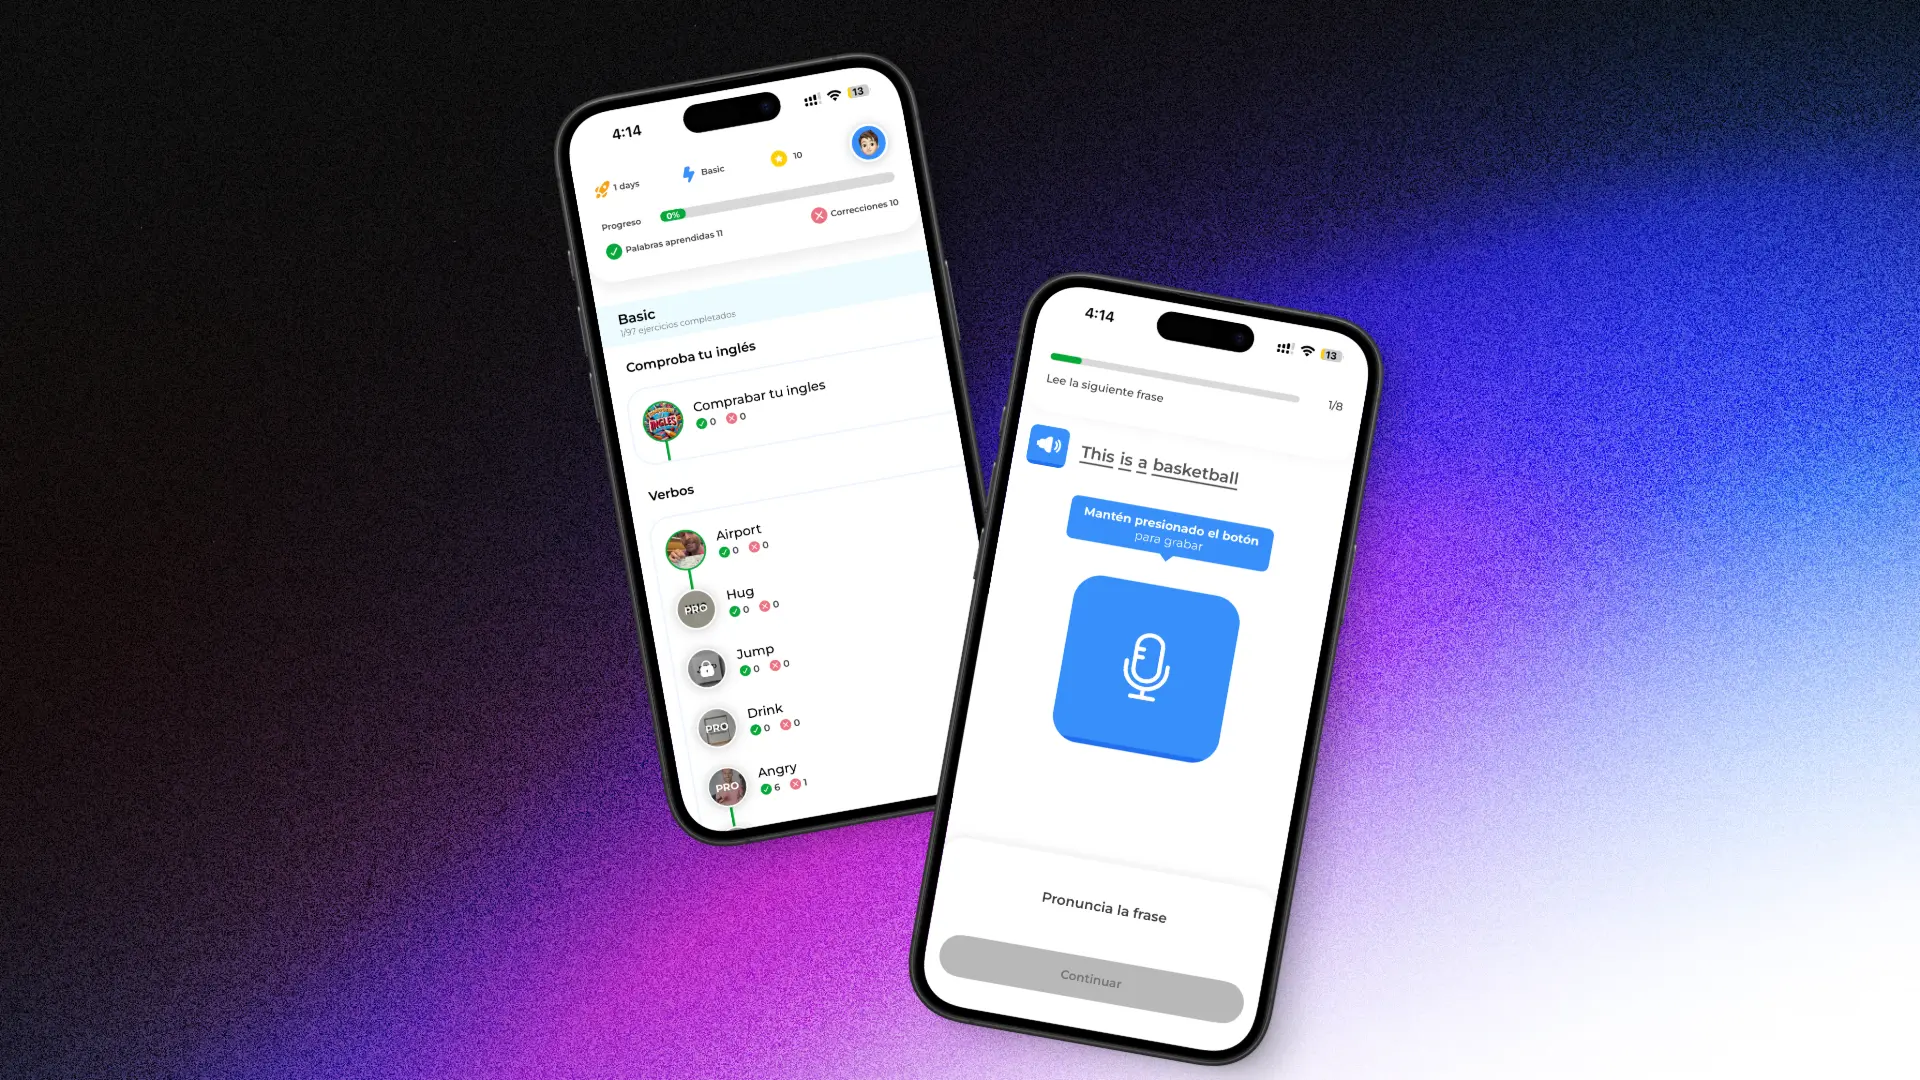 4:14
13
1 days
Basic
10
Progreso
0%
Correcciones 10
Palabras aprendidas 11
Basic
1/97 ejercicios completados
Comproba tu inglés
INGLES
Comprabar tu ingles
0 0
Verbos
Airport
0 0
PRO
Hug
0 0
Jump
0 0
PRO
Drink
0 0
PRO
Angry
6 1
4:14
13
Lee la siguiente frase
1/8
This is a basketball
Mantén presionado el botón
para grabar
Pronuncia la frase
Continuar